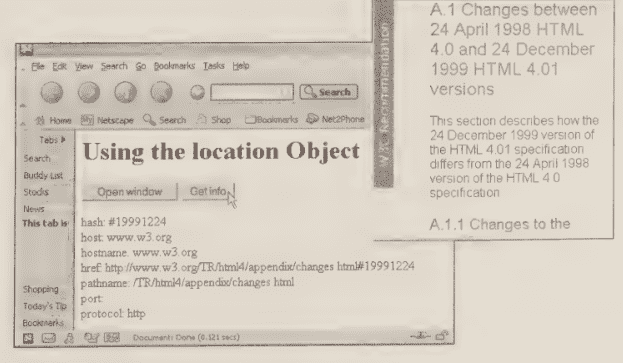 File Edit View Search Go Bookmarks Tasks Help
Search
Home My Netscape Search Shop Bookmarks Net2Phone
Tabs
Search
Buddy List
Stocks
News
This tab is
Shopping
Today's Tip
Bookmarks
Using the location Object
Open window Get info
hash: #19991224
host: www.w3.org
hostname: www.w3.org
href: http://www.w3.org/TR/html4/appendix/changes.html#19991224
pathname: /TR/html4/appendix/changes.html
port:
protocol: http
Document: Done (0.121 secs)
W3C Recommendation
A.1 Changes between
24 April 1998 HTML
4.0 and 24 December
1999 HTML 4.01
versions
This section describes how the
24 December 1999 version of
the HTML 4.01 specification
differs from the 24 April 1998
version of the HTML 4.0
specification
A.1.1 Changes to the